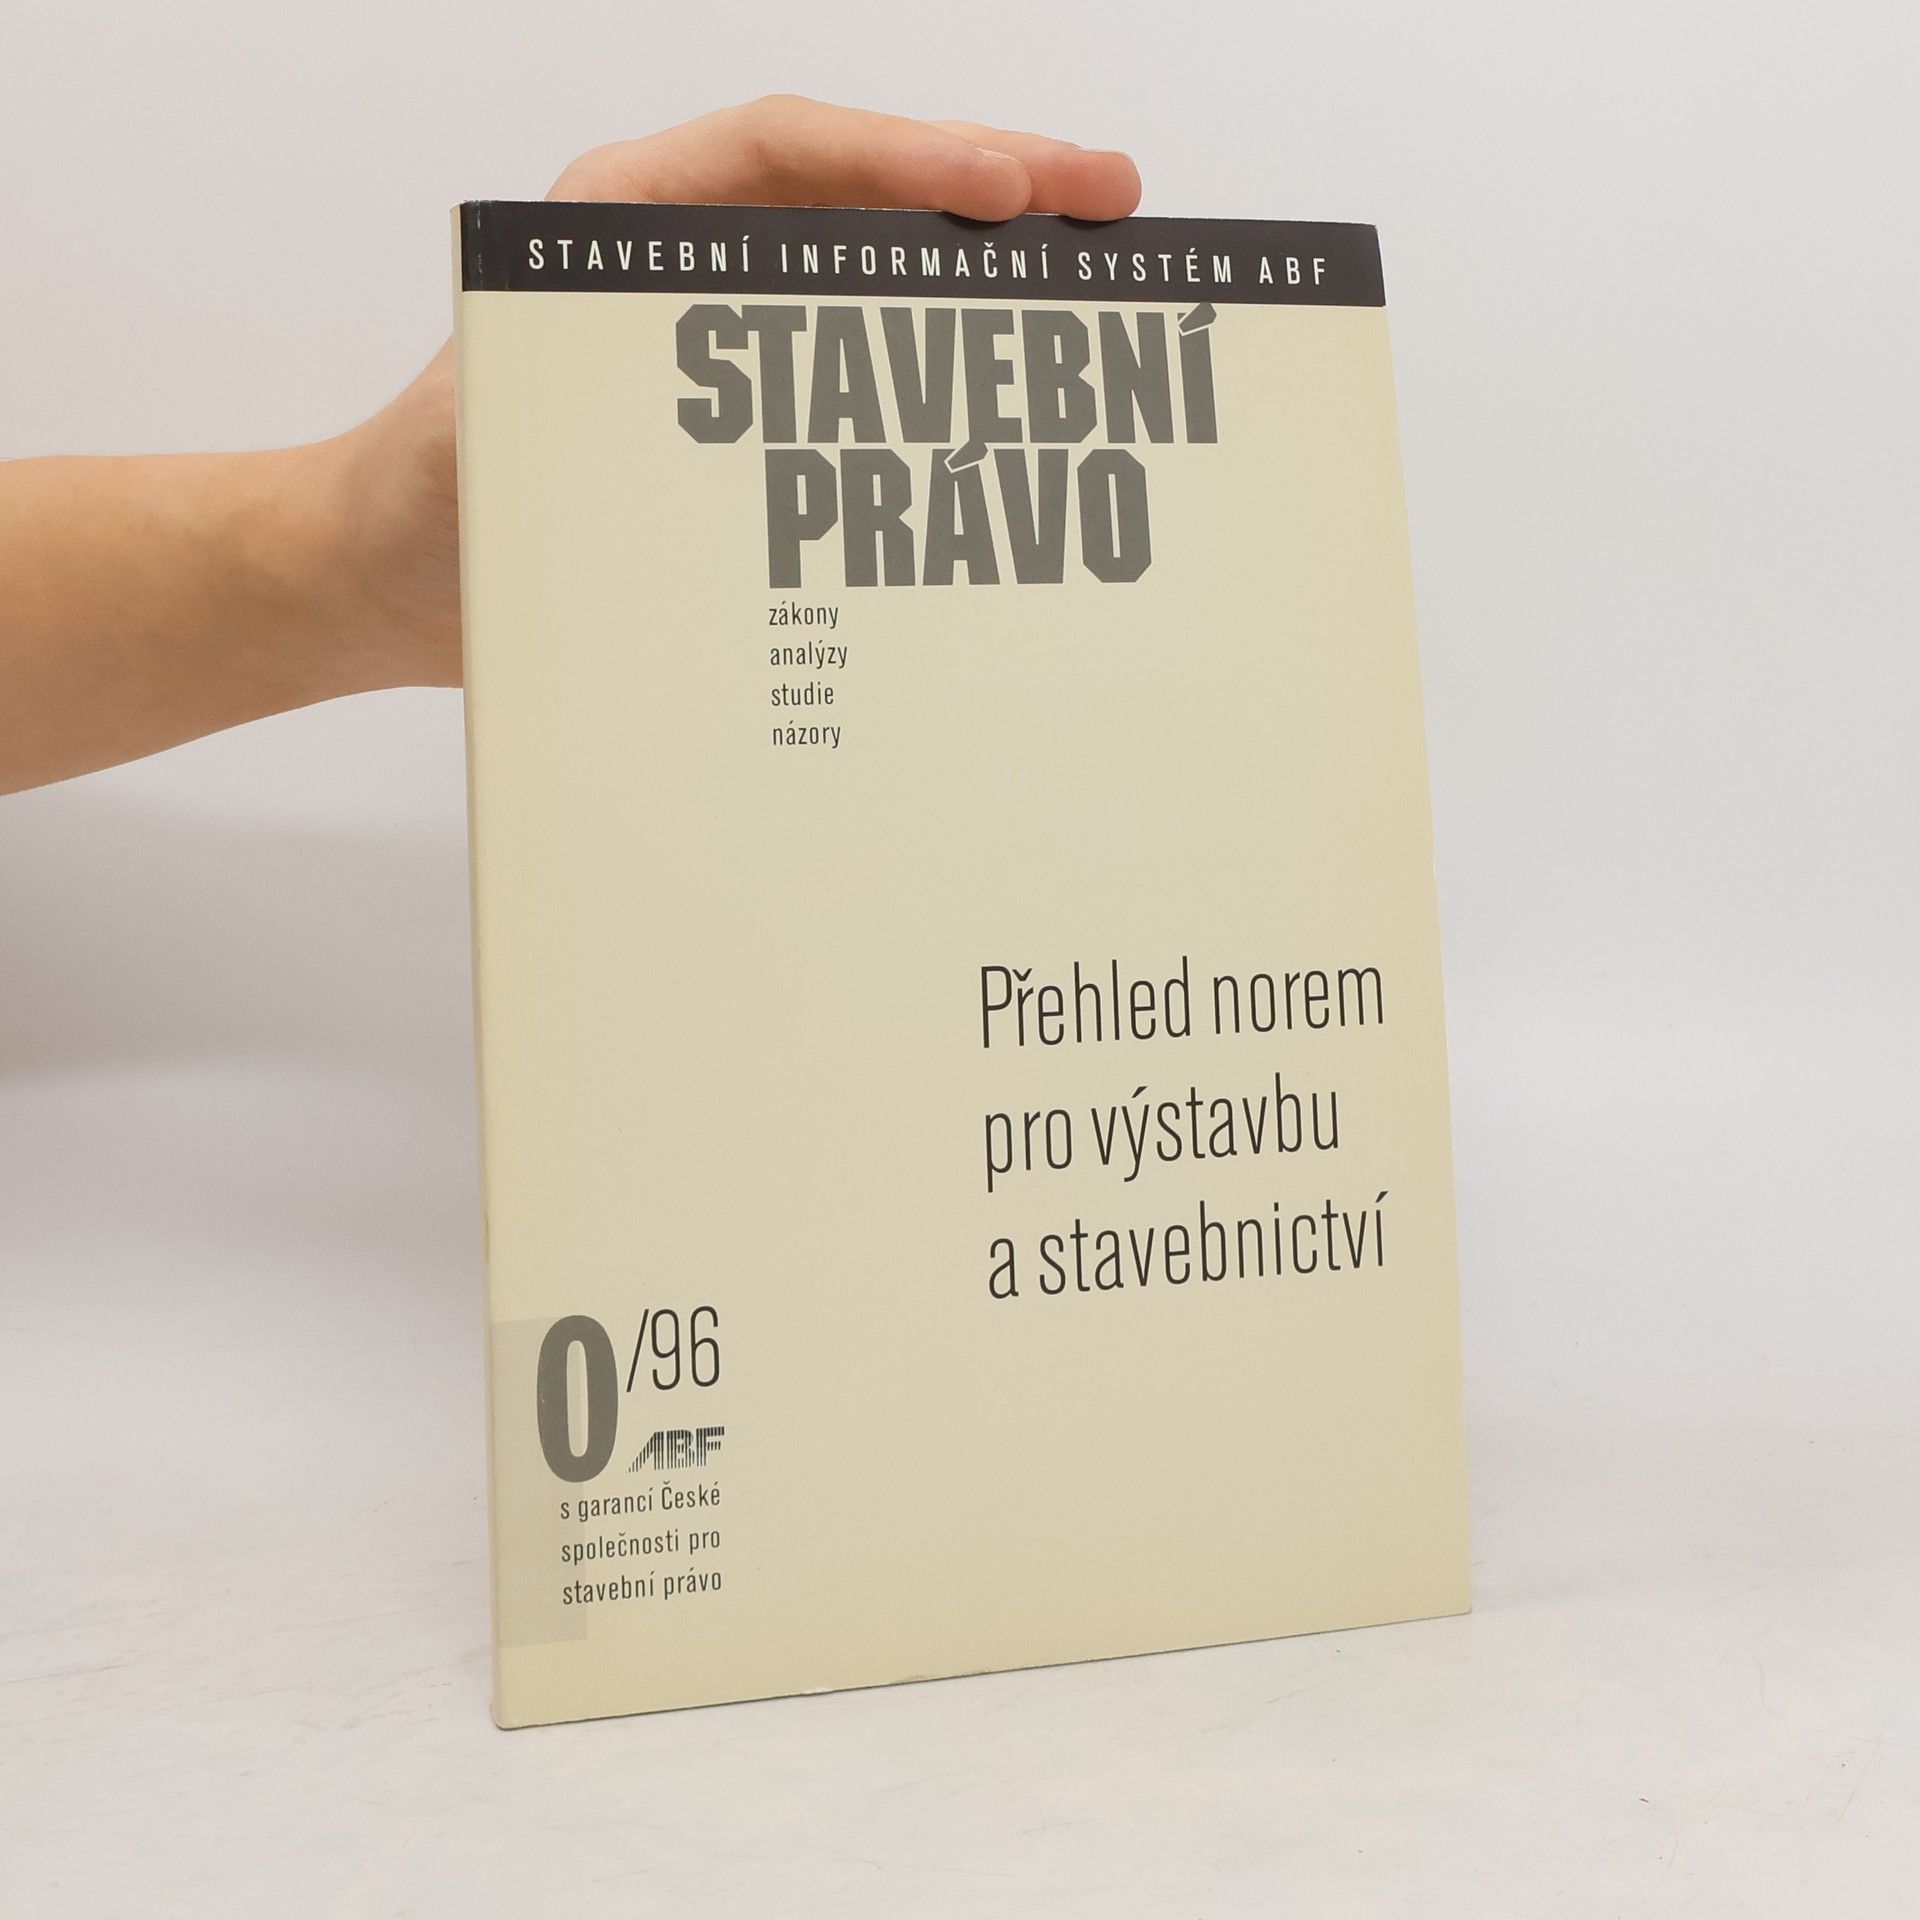 STAVEBNÍ INFORMAČNÍ SYSTÉM ABF
STAVEBNÍ
PRÁVO
zákony
analýzy
studie
názory
Přehled norem
pro výstavbu
a stavebnictví
0/96
ABF
s garancí České
společnosti pro
stavební právo